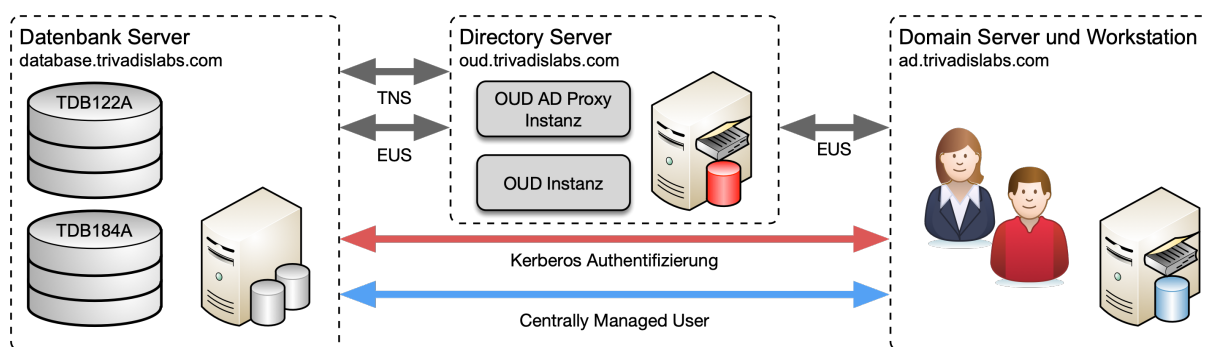 Datenbank Server
database.trivadislabs.com
TDB122A
TDB184A
TNS
EUS
Directory Server
oud.trivadislabs.com
OUD AD Proxy
Instanz
OUD Instanz
EUS
Domain Server und Workstation
ad.trivadislabs.com
Kerberos Authentifizierung
Centrally Managed User